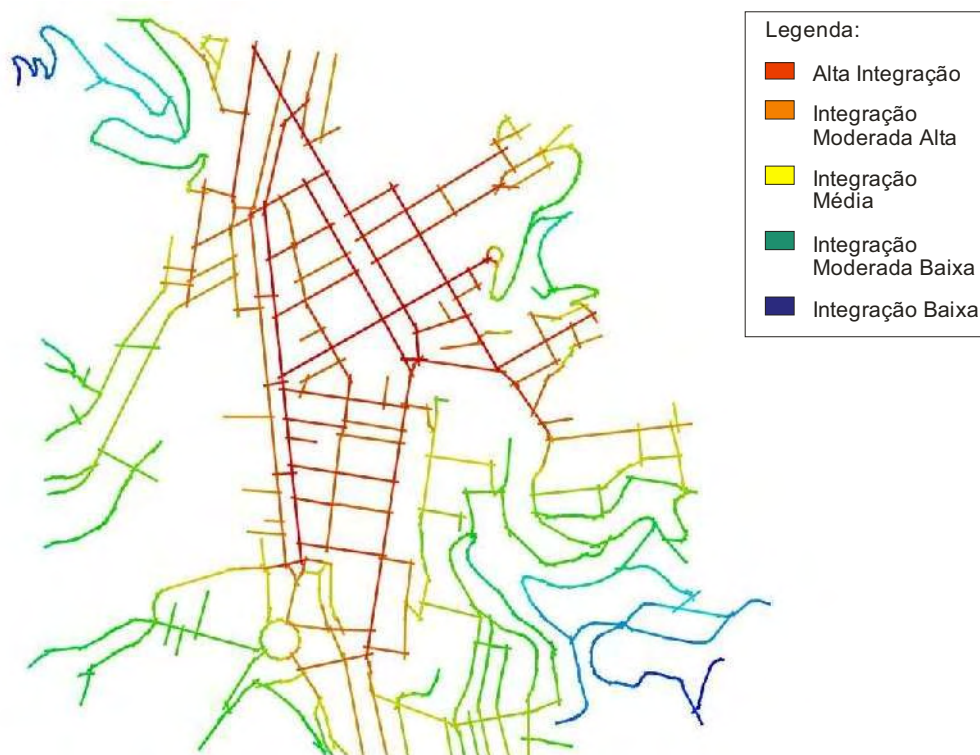 Legenda:
Alta Integração
Integração
Moderada Alta
Integração
Média
Integração
Moderada Baixa
Integração Baixa